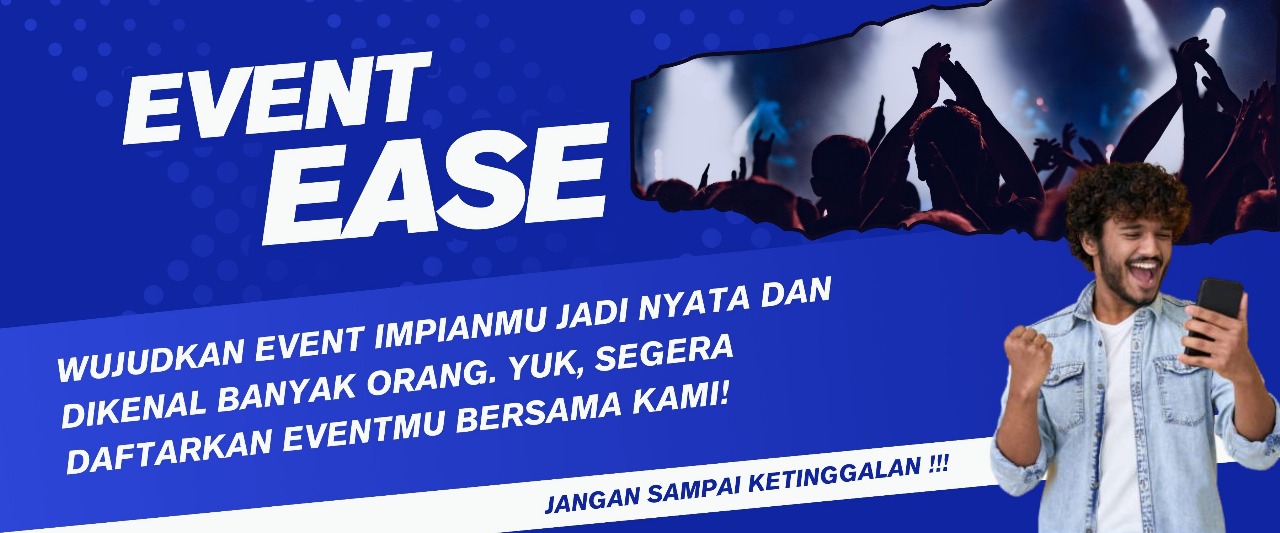 EVENT
EASE
WUJUDKAN EVENT IMPIANMU JADI NYATA DAN
DIKENAL BANYAK ORANG. YUK, SEGERA
DAFTARKAN EVENTMU BERSAMA KAMI!
JANGAN SAMPAI KETINGGALAN !!!